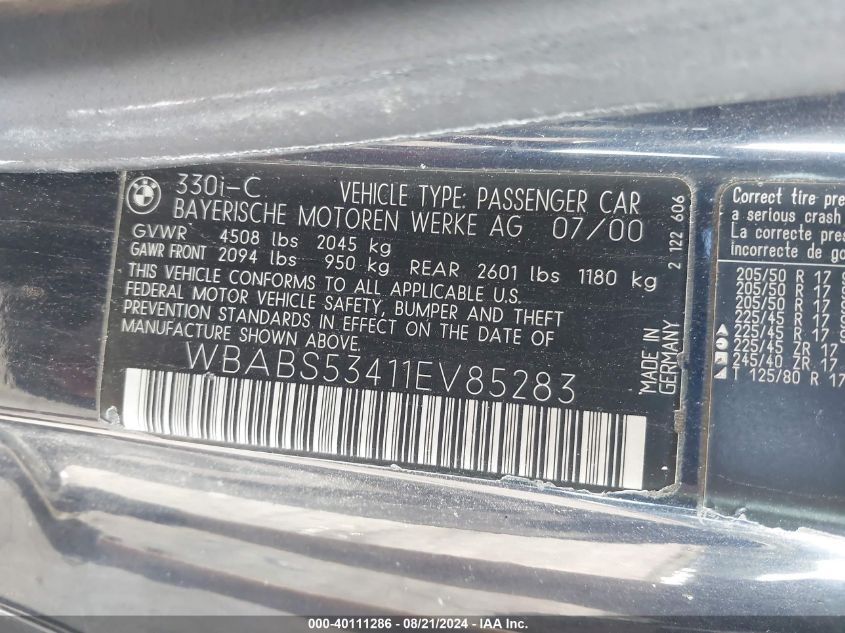 BMW
330i-C VEHICLE TYPE: PASSENGER CAR
BAYERISCHE MOTOREN WERKE AG 07/00
GVWR 4508 lbs 2045 kg
GAWR FRONT 2094 lbs 950 kg REAR 2601 lbs 1180 kg
THIS VEHICLE CONFORMS TO ALL APPLICABLE U.S.
FEDERAL MOTOR VEHICLE SAFETY, BUMPER AND THEFT
PREVENTION STANDARDS IN EFFECT ON THE DATE OF
MANUFACTURE SHOWN ABOVE.
WBABS53411EV85283
2 122 606
MADE IN
GERMANY
Correct tire pre
a serious crash
La correcte pres
Incorrecte de go
205/50 R 17
205/50 R 17
205/50 R 17
225/45 R 17
225/45 ZR 17
245/40 ZR 17
T 125/80 R 17
000-40111286 - 08/21/2024 - IAA Inc.